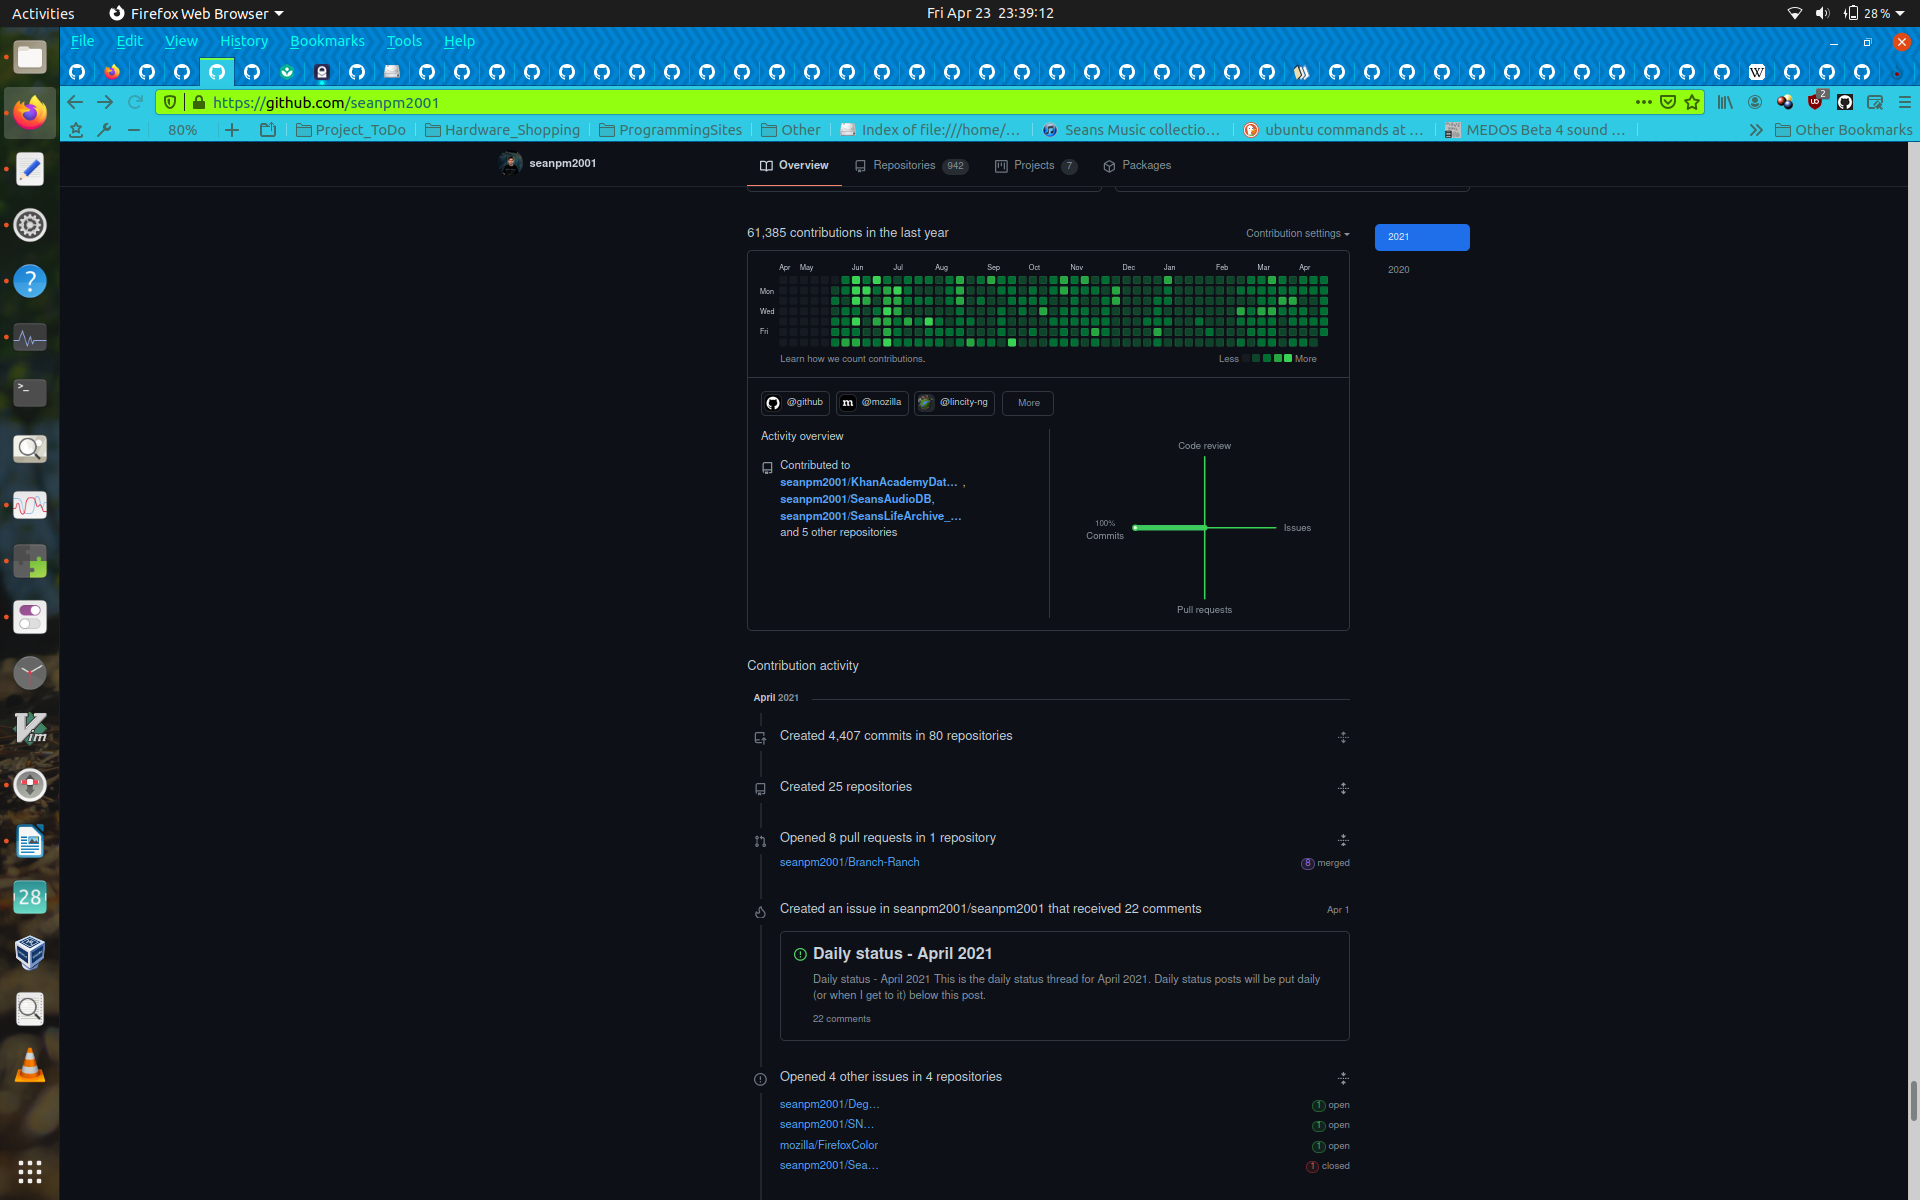 Activities
Firefox Web Browser
Fri Apr 23 23:39:12
28 %
File Edit View History Bookmarks Tools Help
https://github.com/seanpm2001
2
80%
Project_ToDo
Hardware_Shopping
ProgrammingSites
Other
Index of file:///home/…
Seans Music collectio…
ubuntu commands at …
MEDOS Beta 4 sound …
Other Bookmarks
seanpm2001
Overview
Repositories 942
Projects 7
Packages
61,385 contributions in the last year
Contribution settings
2021
2020
Apr May Jun Jul Aug Sep Oct Nov Dec Jan Feb Mar Apr
Mon
Wed
Fri
Learn how we count contributions.
Less More
@github
m @mozilla
@lincity-ng
More
Activity overview
Contributed to
seanpm2001/KhanAcademyDat… ,
seanpm2001/SeansAudioDB,
seanpm2001/SeansLifeArchive_…
and 5 other repositories
Code review
100%
Commits
Issues
Pull requests
Contribution activity
April 2021
Created 4,407 commits in 80 repositories
Created 25 repositories
Opened 8 pull requests in 1 repository
seanpm2001/Branch-Ranch
8 merged
Created an issue in seanpm2001/seanpm2001 that received 22 comments
Apr 1
Daily status - April 2021
Daily status - April 2021 This is the daily status thread for April 2021. Daily status posts will be put daily
(or when I get to it) below this post.
22 comments
Opened 4 other issues in 4 repositories
seanpm2001/Deg…
1 open
seanpm2001/SN…
1 open
mozilla/FirefoxColor
1 open
seanpm2001/Sea…
1 closed
W
?
>_
Vim
28